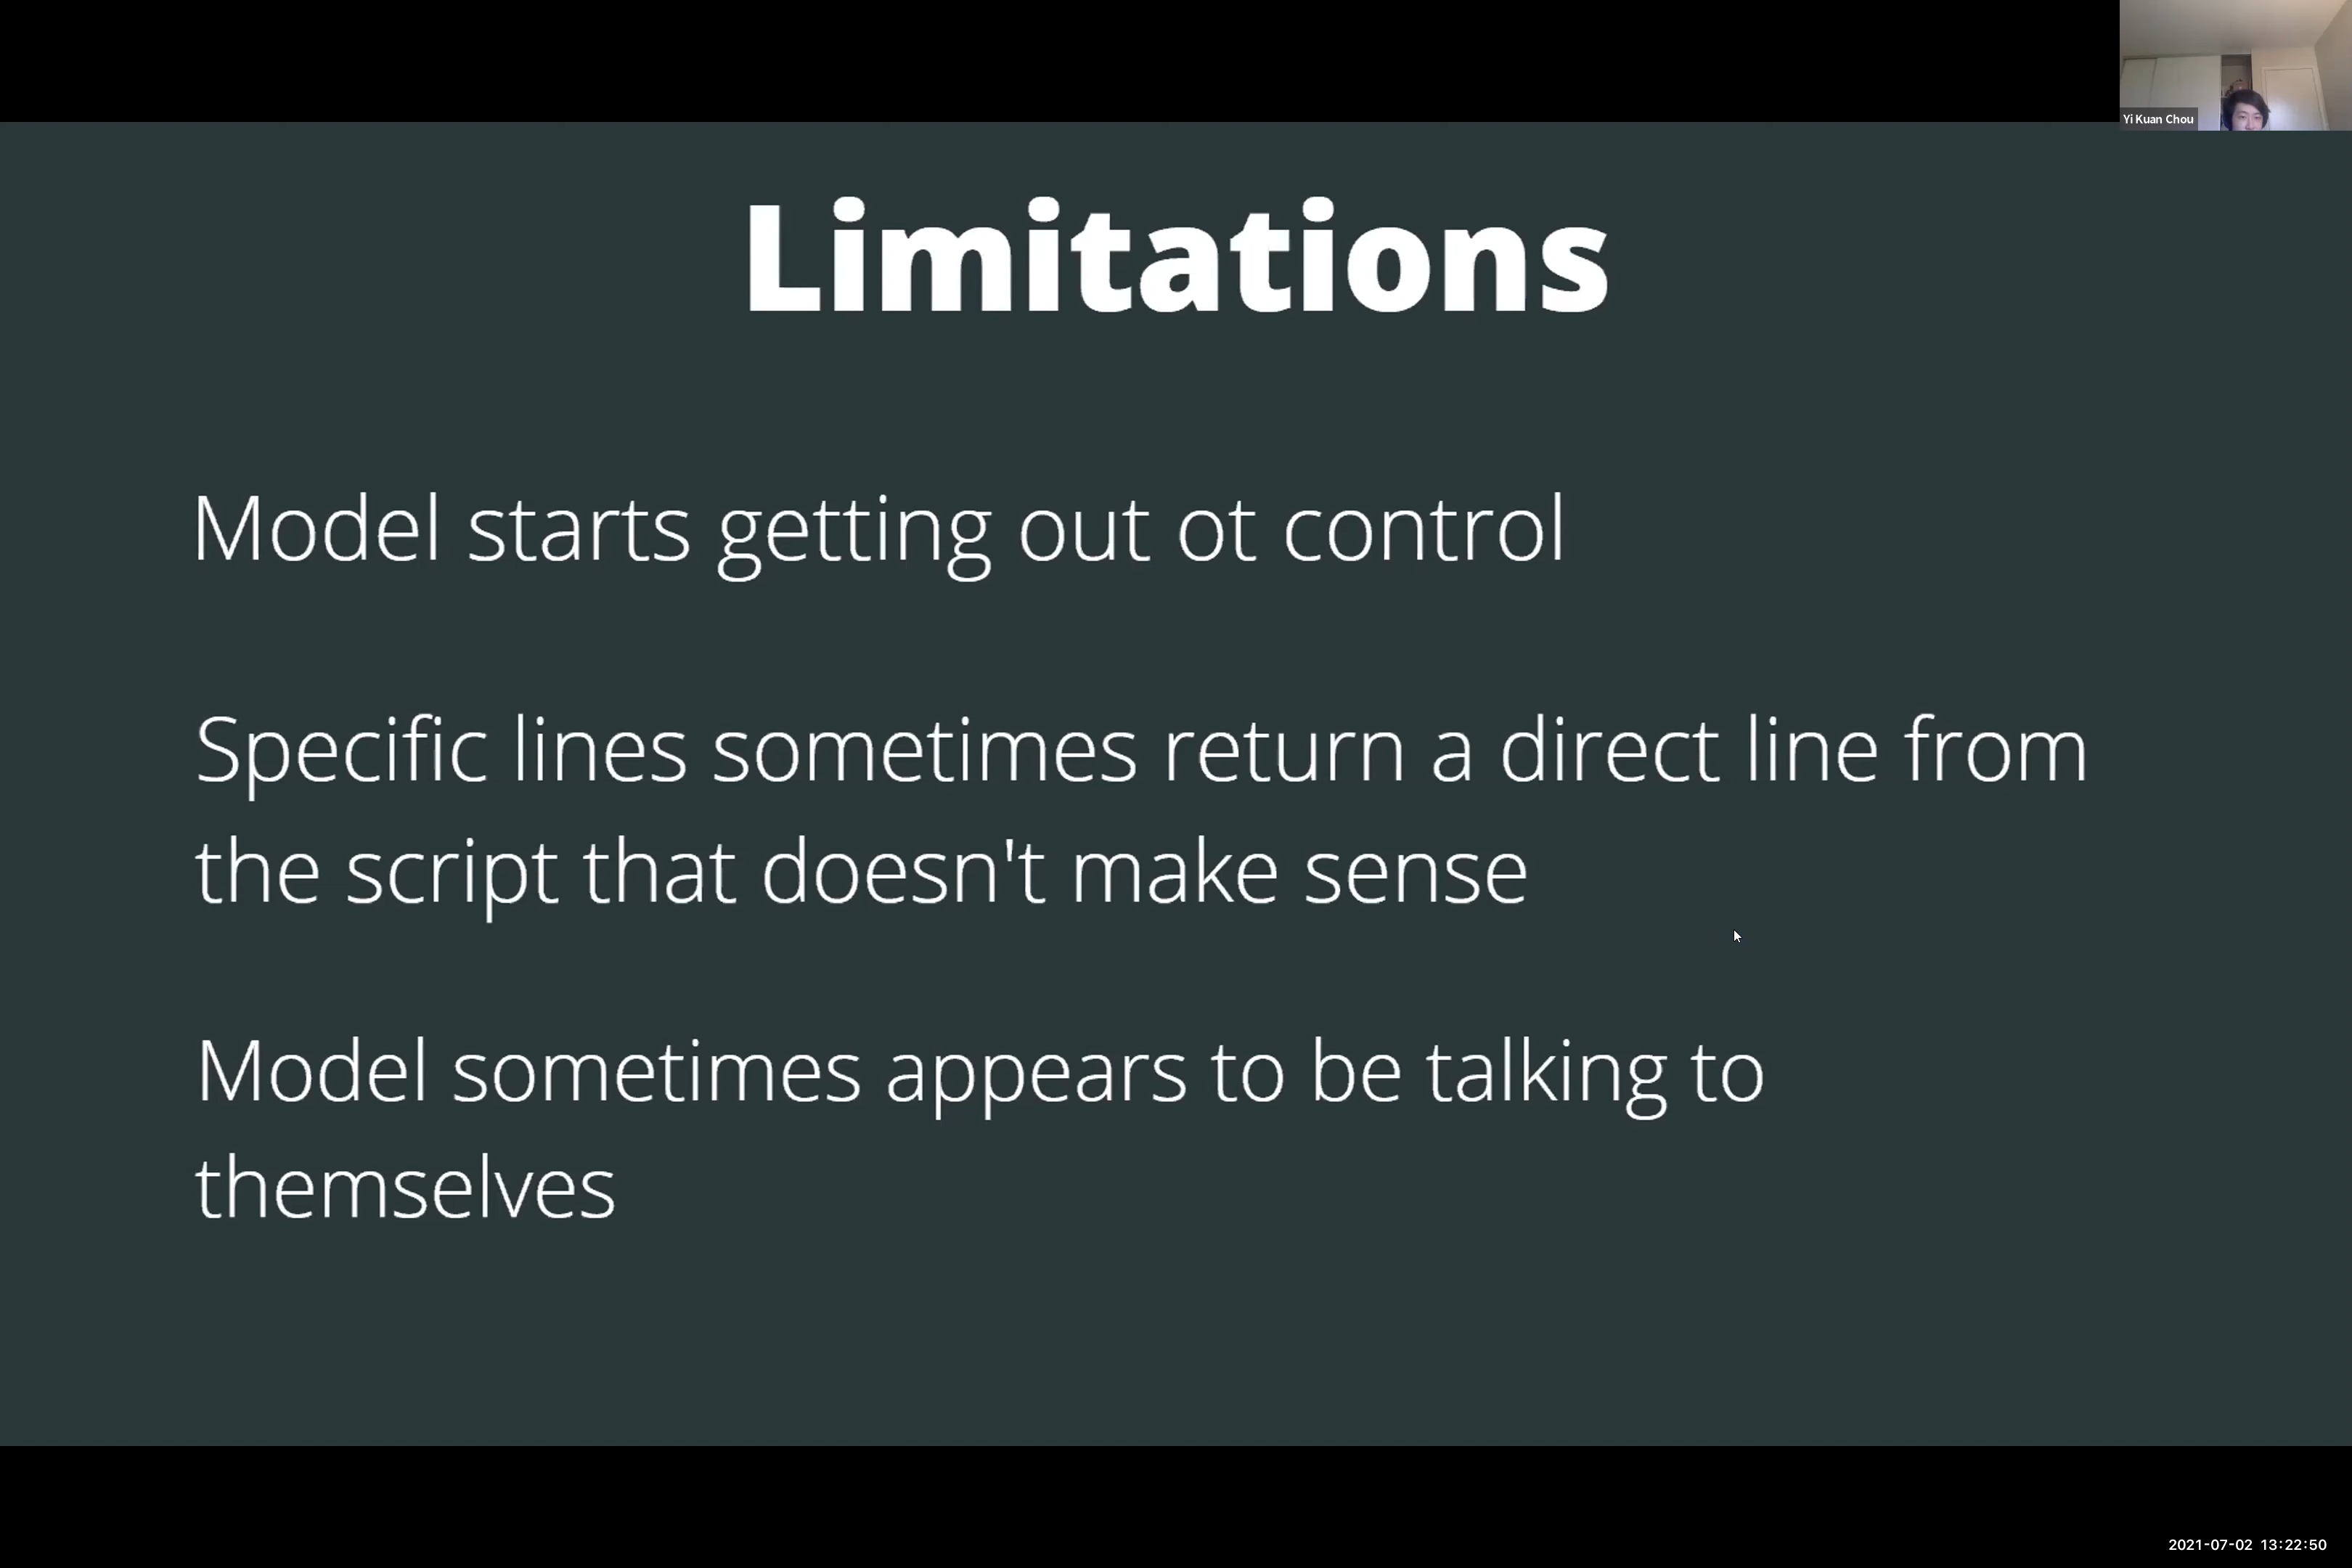 Yi Kuan Chou
Limitations
Model starts getting out ot control
Specific lines sometimes return a direct line from
the script that doesn't make sense
Model sometimes appears to be talking to
themselves
2021-07-02 13:22:50